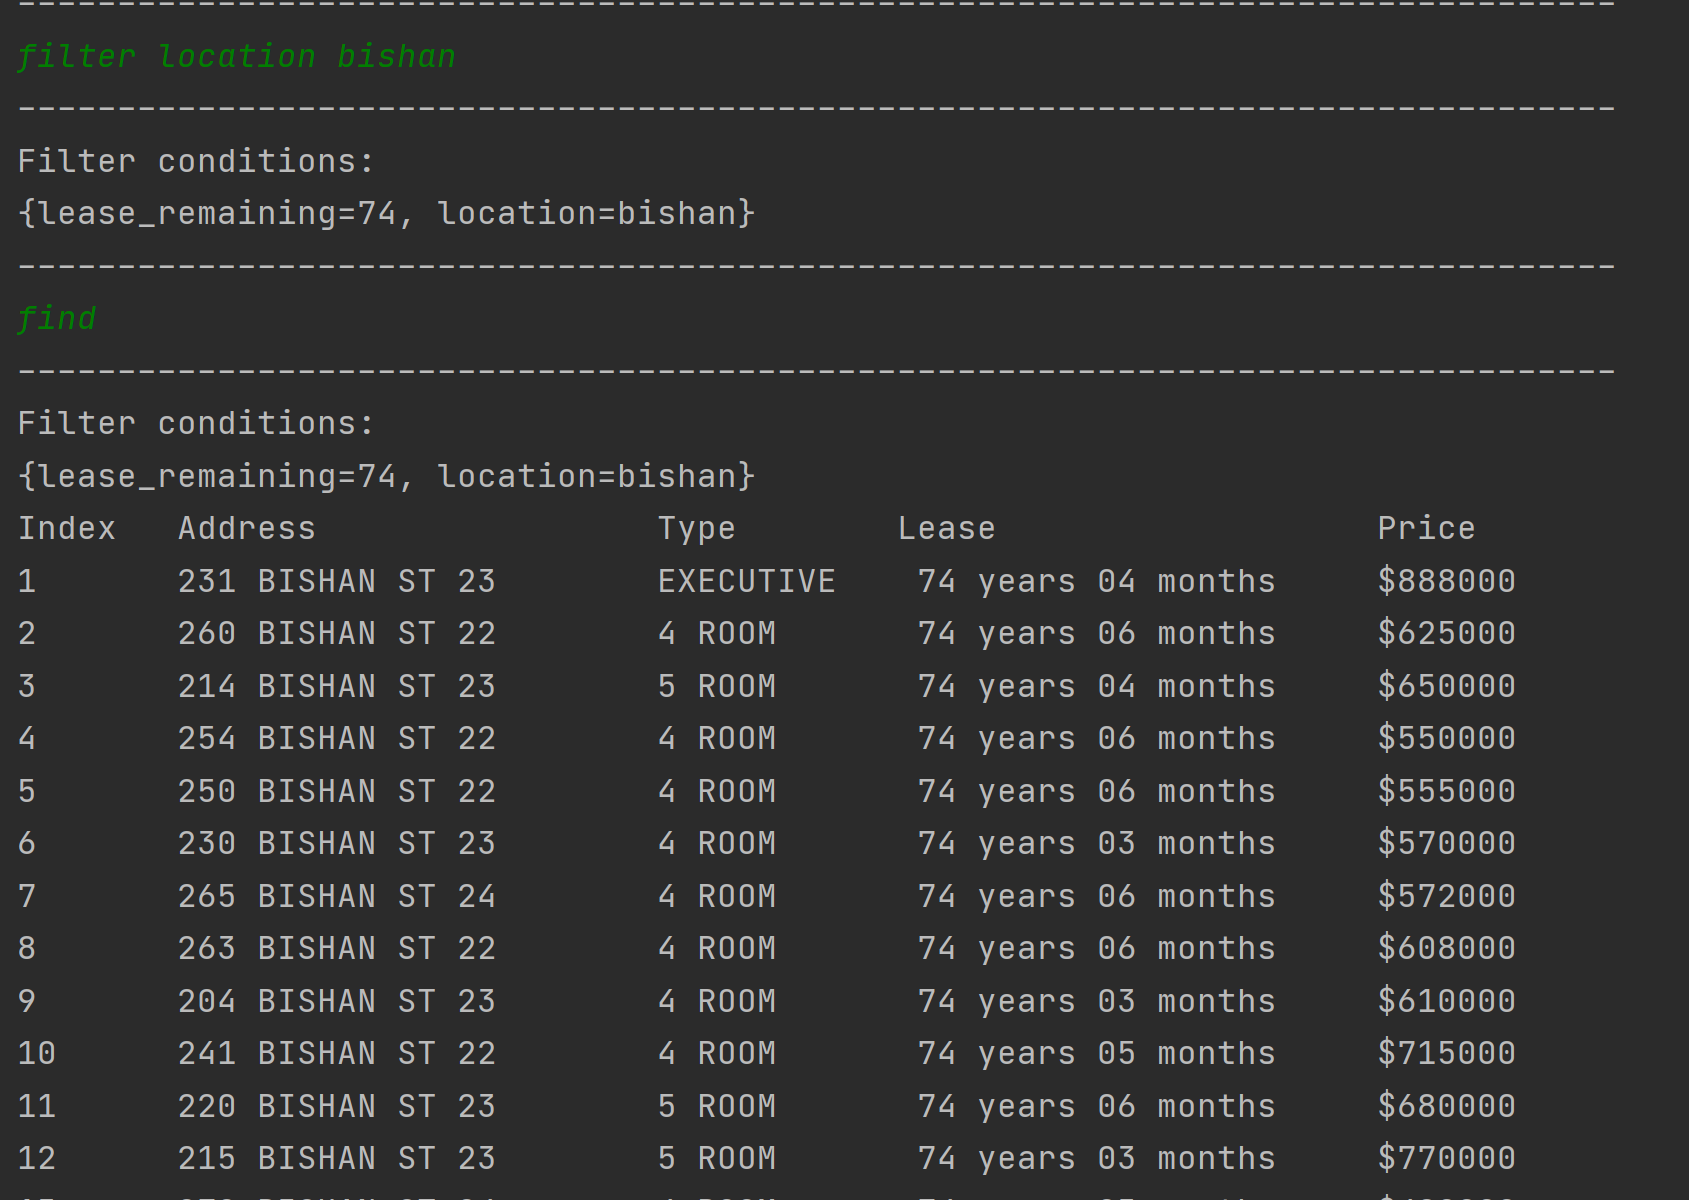 --------------------------------------------------------------------------------
filter location bishan
--------------------------------------------------------------------------------
Filter conditions:
{lease_remaining=74, location=bishan}
--------------------------------------------------------------------------------
find
--------------------------------------------------------------------------------
Filter conditions:
{lease_remaining=74, location=bishan}
Index   Address                 Type        Lease                   Price
1       231 BISHAN ST 23        EXECUTIVE    74 years 04 months     $888000
2       260 BISHAN ST 22        4 ROOM       74 years 06 months     $625000
3       214 BISHAN ST 23        5 ROOM       74 years 04 months     $650000
4       254 BISHAN ST 22        4 ROOM       74 years 06 months     $550000
5       250 BISHAN ST 22        4 ROOM       74 years 06 months     $555000
6       230 BISHAN ST 23        4 ROOM       74 years 03 months     $570000
7       265 BISHAN ST 24        4 ROOM       74 years 06 months     $572000
8       263 BISHAN ST 22        4 ROOM       74 years 06 months     $608000
9       204 BISHAN ST 23        4 ROOM       74 years 03 months     $610000
10      241 BISHAN ST 22        4 ROOM       74 years 05 months     $715000
11      220 BISHAN ST 23        5 ROOM       74 years 06 months     $680000
12      215 BISHAN ST 23        5 ROOM       74 years 03 months     $770000